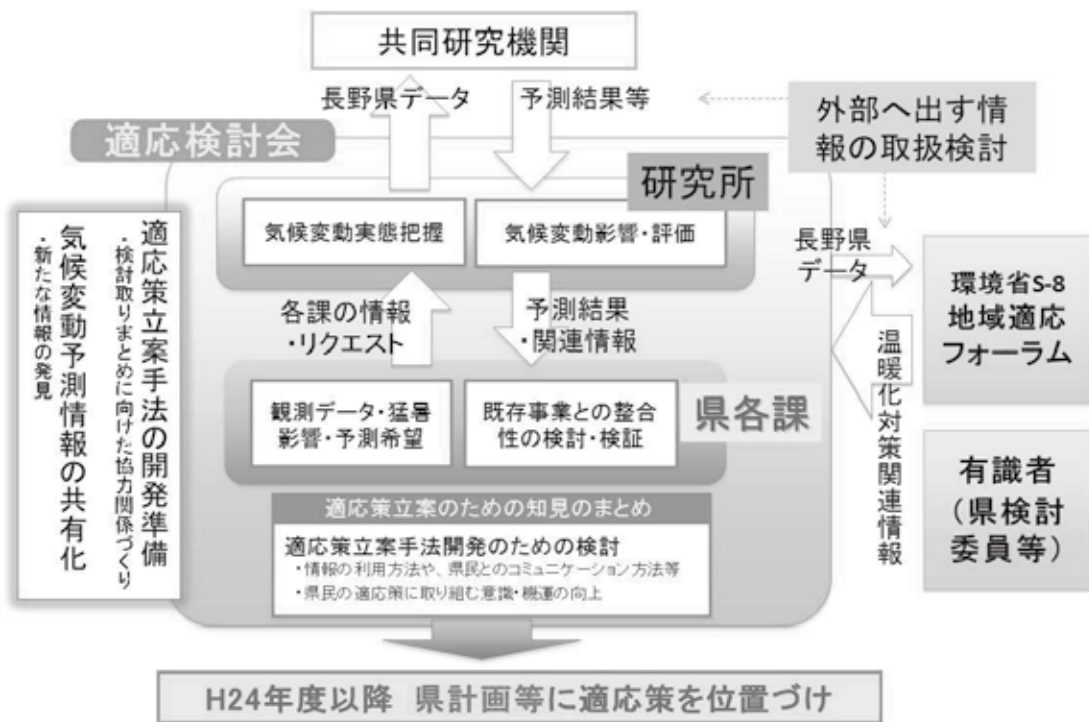 共同研究機関
長野県データ
予測結果等
外部へ出す情
報の取扱検討
適応検討会
研究所
気候変動実態把握
気候変動影響・評価
長野県
データ
各課の情報
・リクエスト
予測結果
・関連情報
環境省S-8
地域適応
フォーラム
温暖化対策関連情報
県各課
観測データ・猛暑
影響・予測希望
既存事業との整合
性の検討・検証
有識者
（県検討
委員等）
適応策立案手法の開発準備
・検討取りまとめに向けた協力関係づくり
気候変動予測情報の共有化
・新たな情報の発見
適応策立案のための知見のまとめ
適応策立案手法開発のための検討
・情報の利用方法や、県民とのコミュニケーション方法等
・県民の適応策に取り組む意識・機運の向上
H24年度以降 県計画等に適応策を位置づけ